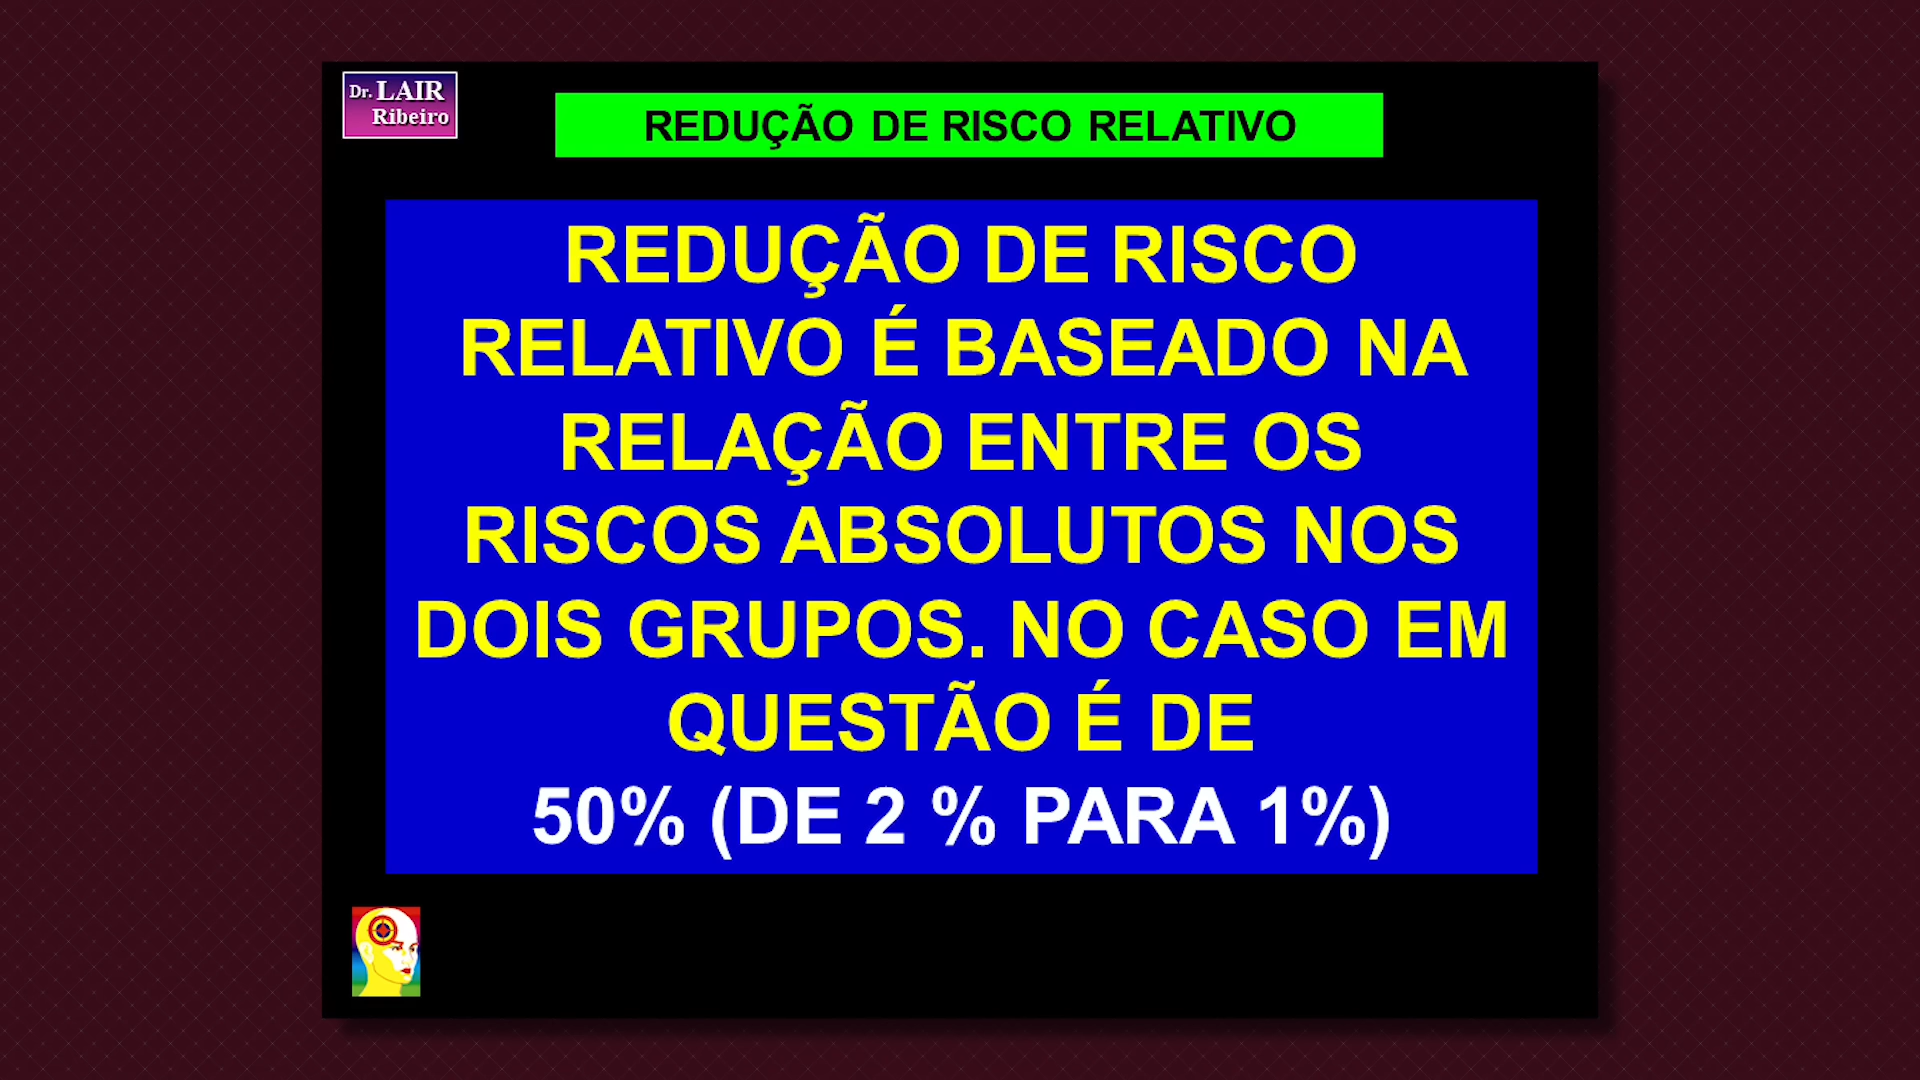 Dr. LAIR
Ribeiro
REDUÇÃO DE RISCO RELATIVO
REDUÇÃO DE RISCO
RELATIVO É BASEADO NA
RELAÇÃO ENTRE OS
RISCOS ABSOLUTOS NOS
DOIS GRUPOS. NO CASO EM
QUESTÃO É DE
50% (DE 2 % PARA 1%)